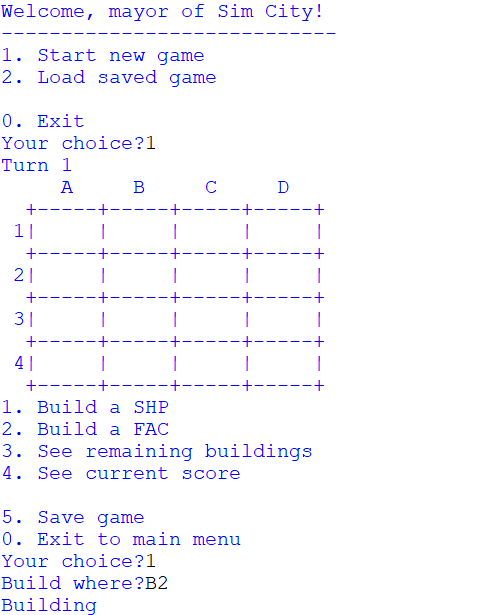 Welcome, mayor of Sim City!
----------------------------
1. Start new game
2. Load saved game

0. Exit
Your choice?1
Turn 1
     A     B     C     D
  +-----+-----+-----+-----+
 1|     |     |     |     |
  +-----+-----+-----+-----+
 2|     |     |     |     |
  +-----+-----+-----+-----+
 3|     |     |     |     |
  +-----+-----+-----+-----+
 4|     |     |     |     |
  +-----+-----+-----+-----+
1. Build a SHP
2. Build a FAC
3. See remaining buildings
4. See current score

5. Save game
0. Exit to main menu
Your choice?1
Build where?B2
Building